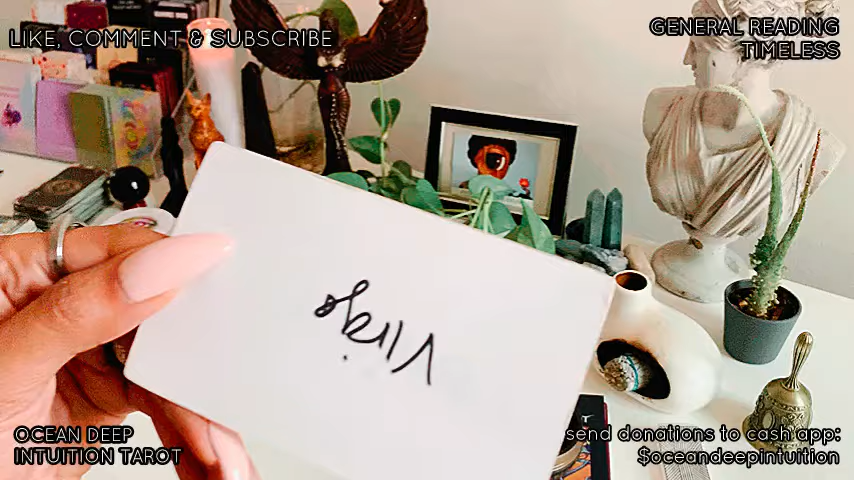 LIKE, COMMENT & SUBSCRIBE
GENERAL READING
TIMELESS
Virgo
OCEAN DEEP
INTUITION TAROT
send donations to cash app:
$oceandeepintuition